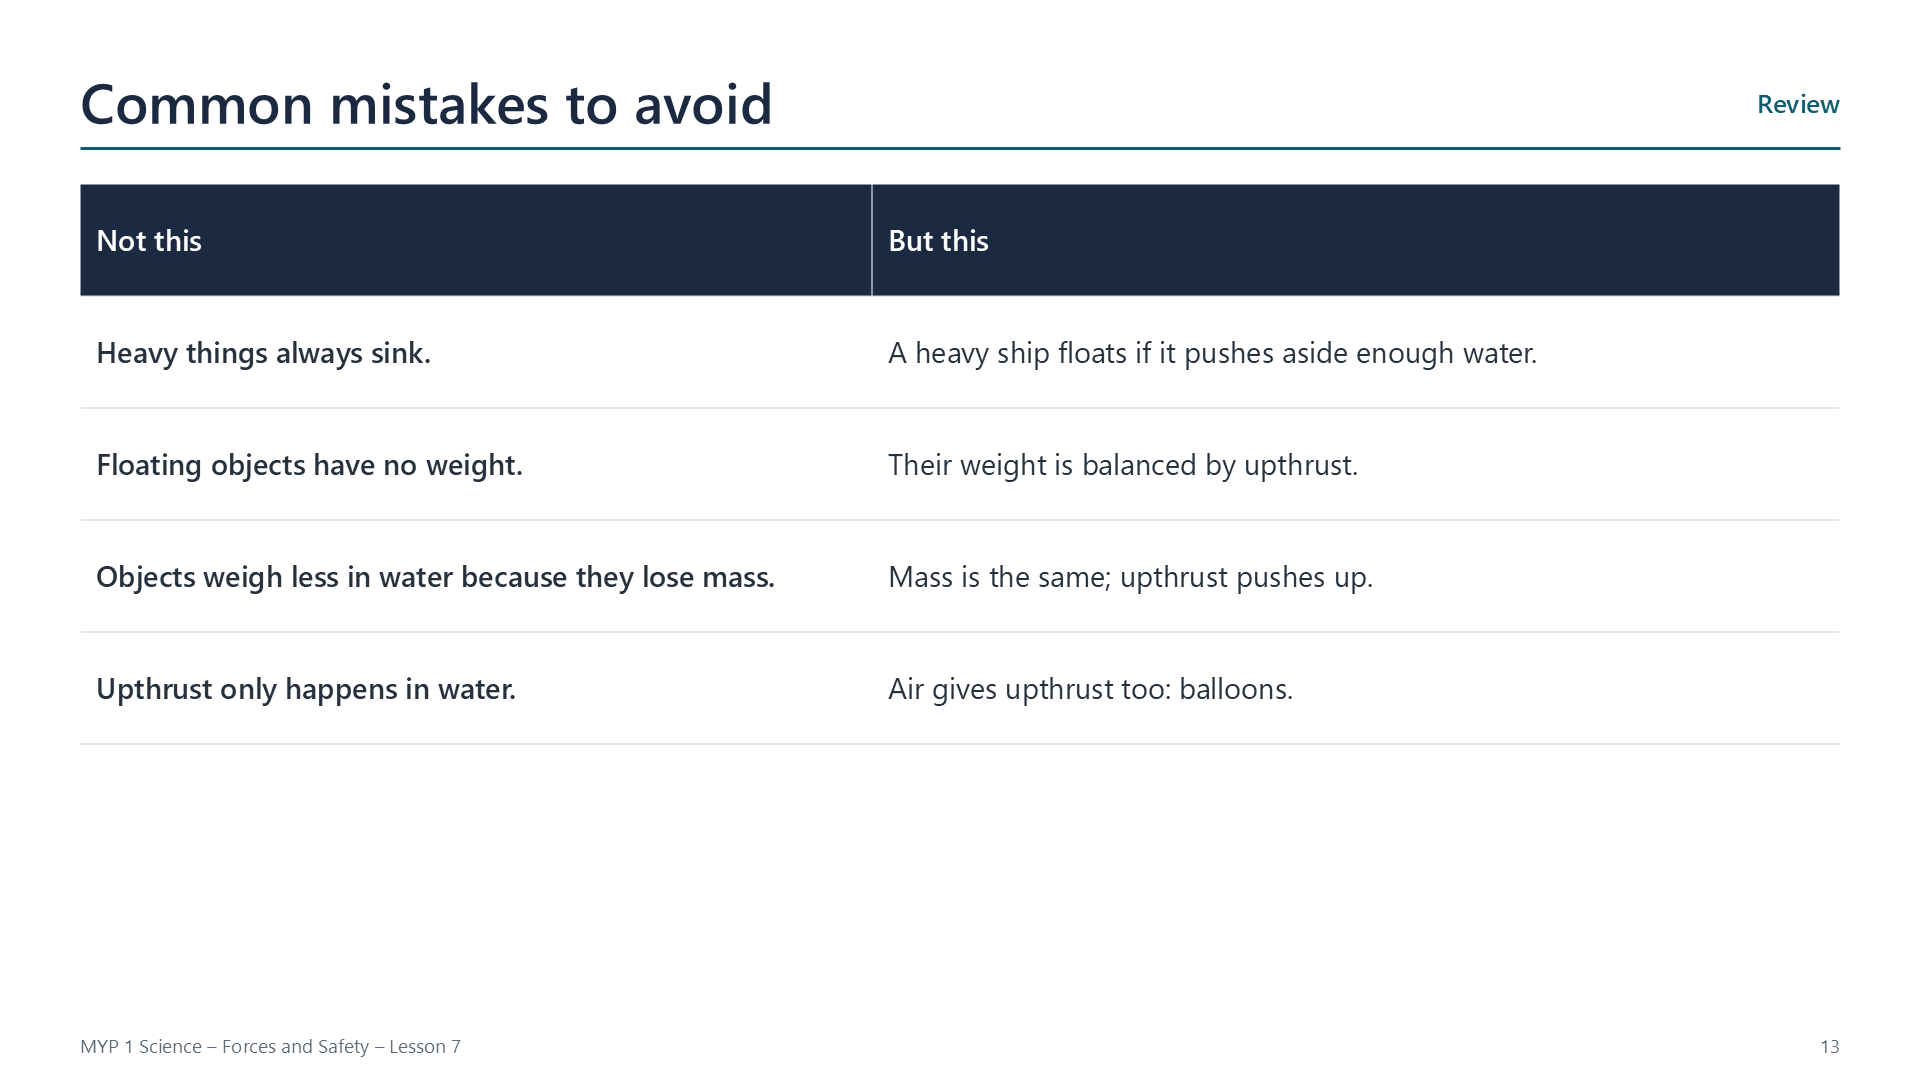 Common mistakes to avoid
Review
Not this
But this
Heavy things always sink.
A heavy ship floats if it pushes aside enough water.
Floating objects have no weight.
Their weight is balanced by upthrust.
Objects weigh less in water because they lose mass.
Mass is the same; upthrust pushes up.
Upthrust only happens in water.
Air gives upthrust too: balloons.
MYP 1 Science – Forces and Safety – Lesson 7
13